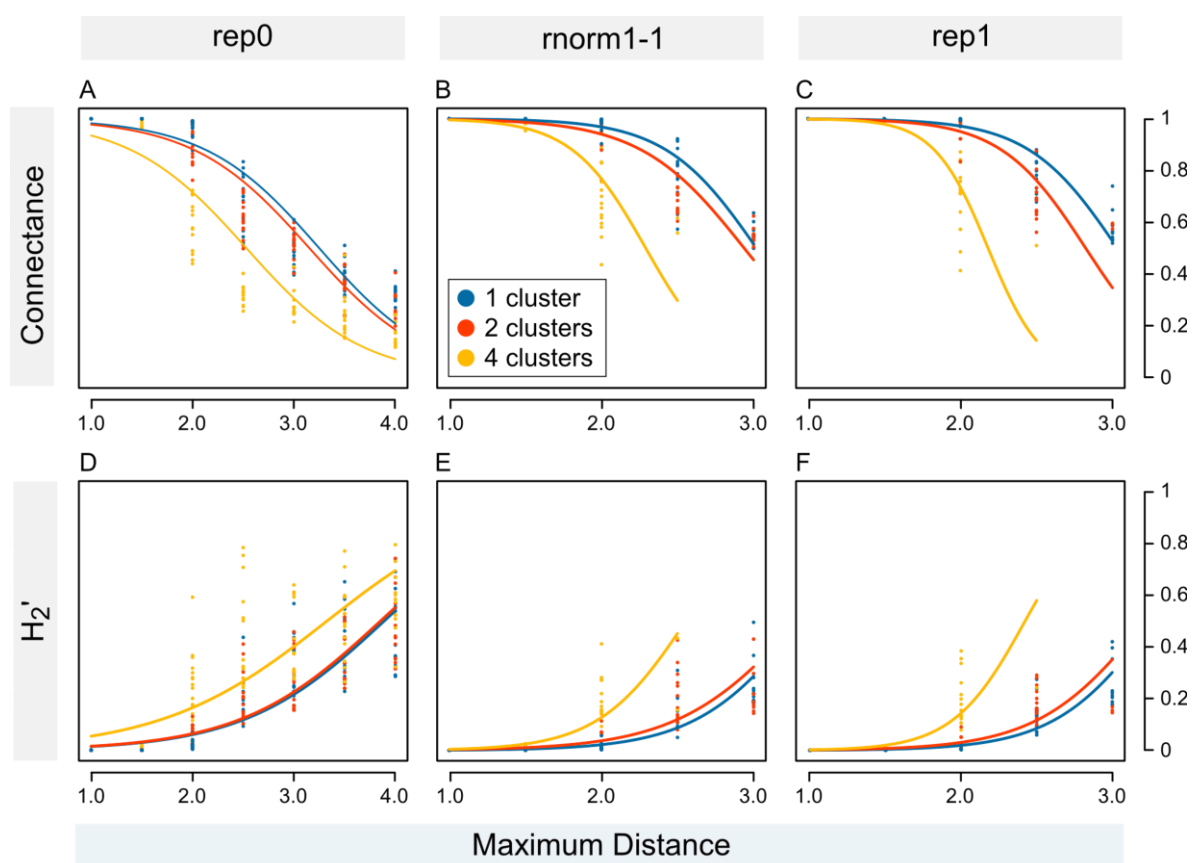 rep0 rnorm1-1 rep1
A B C
Connectance
1
0.8
0.6
0.4
0.2
0
1 cluster
2 clusters
4 clusters
1.0 2.0 3.0 4.0 1.0 2.0 3.0 1.0 2.0 3.0
D E F
H2'
1
0.8
0.6
0.4
0.2
0
1.0 2.0 3.0 4.0 1.0 2.0 3.0 1.0 2.0 3.0
Maximum Distance